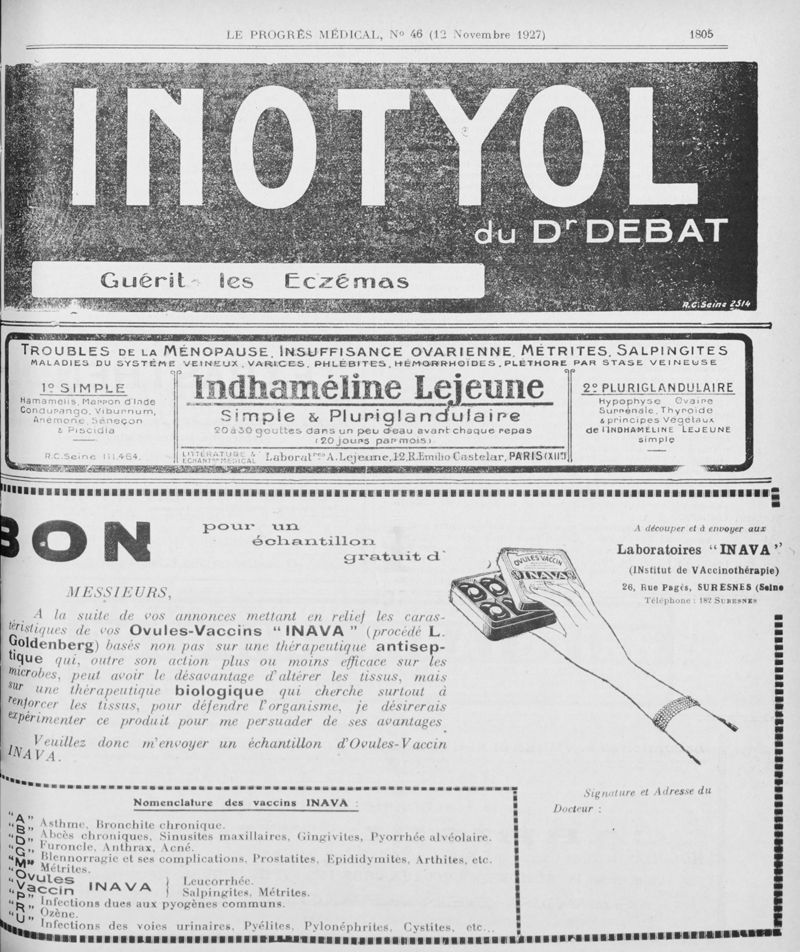 LE PROGRÈS MÉDICAL, N° 46 (12 Novembre 1927) 1805
INOTYOL
du Dr DEBAT
Guérit les Eczémas
R.C. Seine 2514
TROUBLES DE LA MÉNOPAUSE, INSUFFISANCE OVARIENNE, MÉTRITES, SALPINGITES
MALADIES DU SYSTÈME VEINEUX, VARICES, PHLÉBITES, HÉMORRHOÏDES, PLÉTHORE PAR STASE VEINEUSE
1º SIMPLE
Hamamelis, Marron d'Inde
Condurango, Viburnum,
Anémone, Séneçon
& Piscidia
R.C. Seine 111.464.
Indhaméline Lejeune
Simple & Pluriglandulaire
20 à 30 gouttes dans un peu d'eau avant chaque repas
(20 jours par mois)
LITTÉRATURE &
ECHANTons MEDICAL
Laboratres A. Lejeune, 12, R. Emilio Castelar, PARIS (XIIe)
2º PLURIGLANDULAIRE
Hypophyse Ovaire
Surrénale, Thyroïde
& principes Végétaux
de l'INDHAMÉLINE LEJEUNE
simple
BON
pour un
échantillon
gratuit d'
OVULES VACCIN
INAVA
A découper et à envoyer aux
Laboratoires "INAVA"
(INstitut de VAccinothérapie)
26, Rue Pagès, SURESNES (Seine
Téléphone : 182 SURESNES
MESSIEURS,
A la suite de vos annonces mettant en relief les carac-
téristiques de vos Ovules-Vaccins "INAVA" (procédé L.
Goldenberg) basés non pas sur une thérapeutique antisep-
tique qui, outre son action plus ou moins efficace sur les
microbes, peut avoir le désavantage d'altérer les tissus, mais
sur une thérapeutique biologique qui cherche surtout à
renforcer les tissus, pour défendre l'organisme, je désirerais
expérimenter ce produit pour me persuader de ses avantages
Veuillez donc m'envoyer un échantillon d'Ovules-Vaccin
INAVA.
Signature et Adresse du
Docteur :
Nomenclature des vaccins INAVA :
"A" Asthme, Bronchite chronique.
"B" Abcès chroniques, Sinusites maxillaires, Gingivites, Pyorrhée alvéolaire.
"D" Furoncle, Anthrax, Acné.
"G" Blennorragie et ses complications, Prostatites, Epididymites, Arthites, etc.
"M" Métrites.
"Ovules Vaccin INAVA } Leucorrhée.
} Salpingites, Métrites.
"P" Infections dues aux pyogènes communs.
"R" Ozène.
"U" Infections des voies urinaires, Pyélites, Pylonéphrites, Cystites, etc...